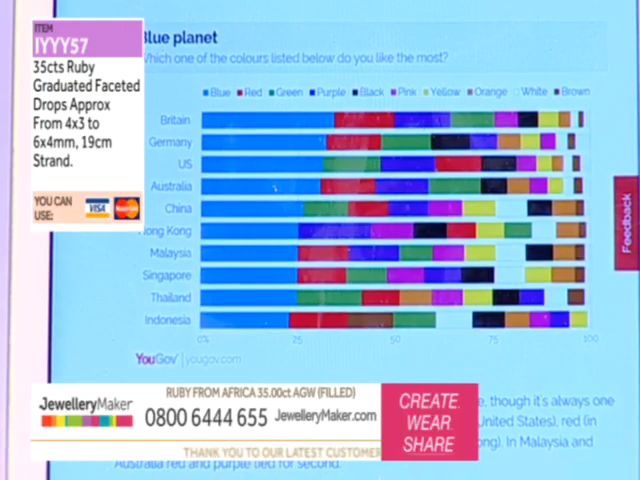 ITEM
IYYY57
35cts Ruby
Graduated Faceted
Drops Approx
From 4x3 to
6x4mm, 19cm
Strand.
YOU CAN
USE:
VISA
Blue planet
Which one of the colours listed below do you like the most?
Blue Red Green Purple Black Pink Yellow Orange White Brown
Britain
Germany
US
Australia
China
Hong Kong
Malaysia
Singapore
Thailand
Indonesia
0% 25 50 75 100
YouGov | yougov.com
Feedback
JewelleryMaker
RUBY FROM AFRICA 35.00ct AGW (FILLED)
0800 6444 655 JewelleryMaker.com
THANK YOU TO OUR LATEST CUSTOMER
CREATE.
WEAR.
SHARE
e, though it's always one
United States), red (in
ong). In Malaysia and
Australia red and purple tied for second.